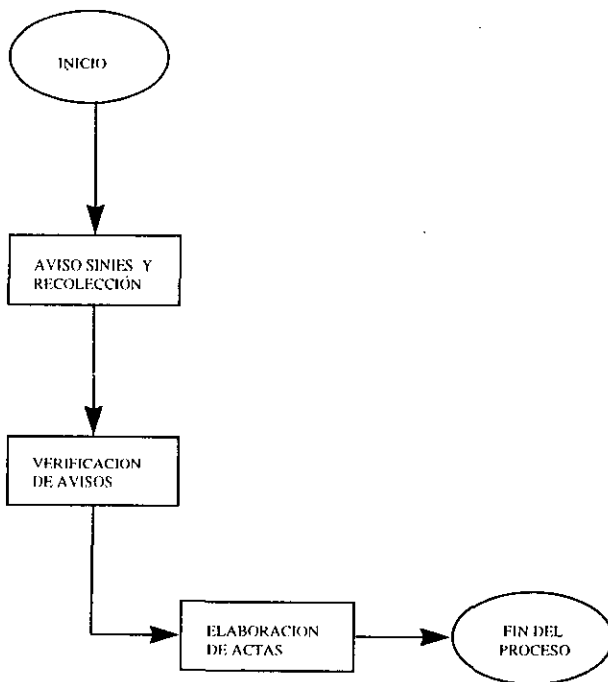 INICIO
AVISO SINIES Y
RECOLECCIÓN
VERIFICACION
DE AVISOS
ELABORACION
DE ACTAS
FIN DEL
PROCESO